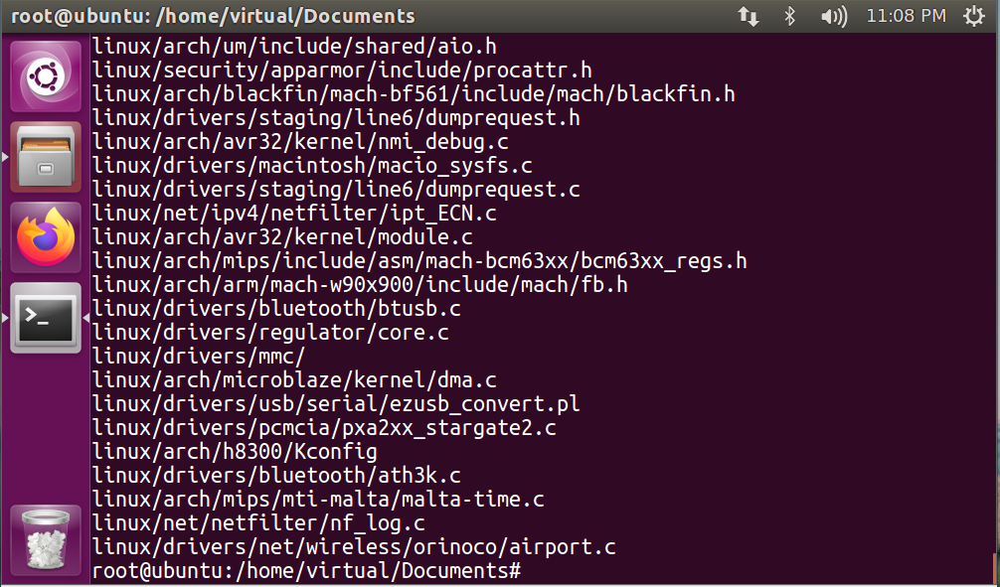 root@ubuntu: /home/virtual/Documents
11:08 PM
linux/arch/um/include/shared/aio.h
linux/security/apparmor/include/procattr.h
linux/arch/blackfin/mach-bf561/include/mach/blackfin.h
linux/drivers/staging/line6/dumprequest.h
linux/arch/avr32/kernel/nmi_debug.c
linux/drivers/macintosh/macio_sysfs.c
linux/drivers/staging/line6/dumprequest.c
linux/net/ipv4/netfilter/ipt_ECN.c
linux/arch/avr32/kernel/module.c
linux/arch/mips/include/asm/mach-bcm63xx/bcm63xx_regs.h
linux/arch/arm/mach-w90x900/include/mach/fb.h
linux/drivers/bluetooth/btusb.c
linux/drivers/regulator/core.c
linux/drivers/mmc/
linux/arch/microblaze/kernel/dma.c
linux/drivers/usb/serial/ezusb_convert.pl
linux/drivers/pcmcia/pxa2xx_stargate2.c
linux/arch/h8300/Kconfig
linux/drivers/bluetooth/ath3k.c
linux/arch/mips/mti-malta/malta-time.c
linux/net/netfilter/nf_log.c
linux/drivers/net/wireless/orinoco/airport.c
root@ubuntu:/home/virtual/Documents#